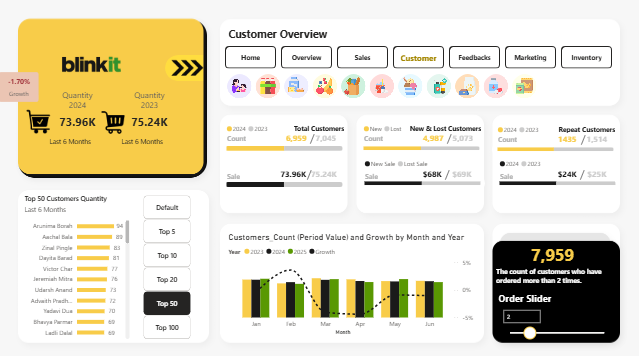 blinkit
-1.70%
Growth
Quantity
2024
Quantity
2023
73.96K
75.24K
Last 6 Months
Last 6 Months
Customer Overview
Home
Overview
Sales
Customer
Feedbacks
Marketing
Inventory
2024 2023
Total Customers
Count 6,959 / 7,045
Sale 73.96K / 75.24K
New Lost
New & Lost Customers
Count 4,987 / 5,073
New Sale Lost Sale
Sale $68K / $69K
2024 2023
Repeat Customers
Count 1435 / 1,514
2024 2023
Sale $24K / $25K
Top 50 Customers Quantity
Last 6 Months
Arunima Borah 94
Aachal Bala 89
Zinal Pingle 83
Dayita Barad 81
Victor Char 77
Jeremiah Mitra 76
Udarsh Anand 73
Advaith Pradh... 72
Yadavi Dua 70
Bhavya Parmar 69
Ladli Dalal 69
Default
Top 5
Top 10
Top 20
Top 50
Top 100
Customers_Count (Period Value) and Growth by Month and Year
Year 2023 2024 2025 Growth
5%
0%
-5%
Jan Feb Mar Apr May Jun
Month
7,959
The count of customers who have
ordered more than 2 times.
Order Slider
2